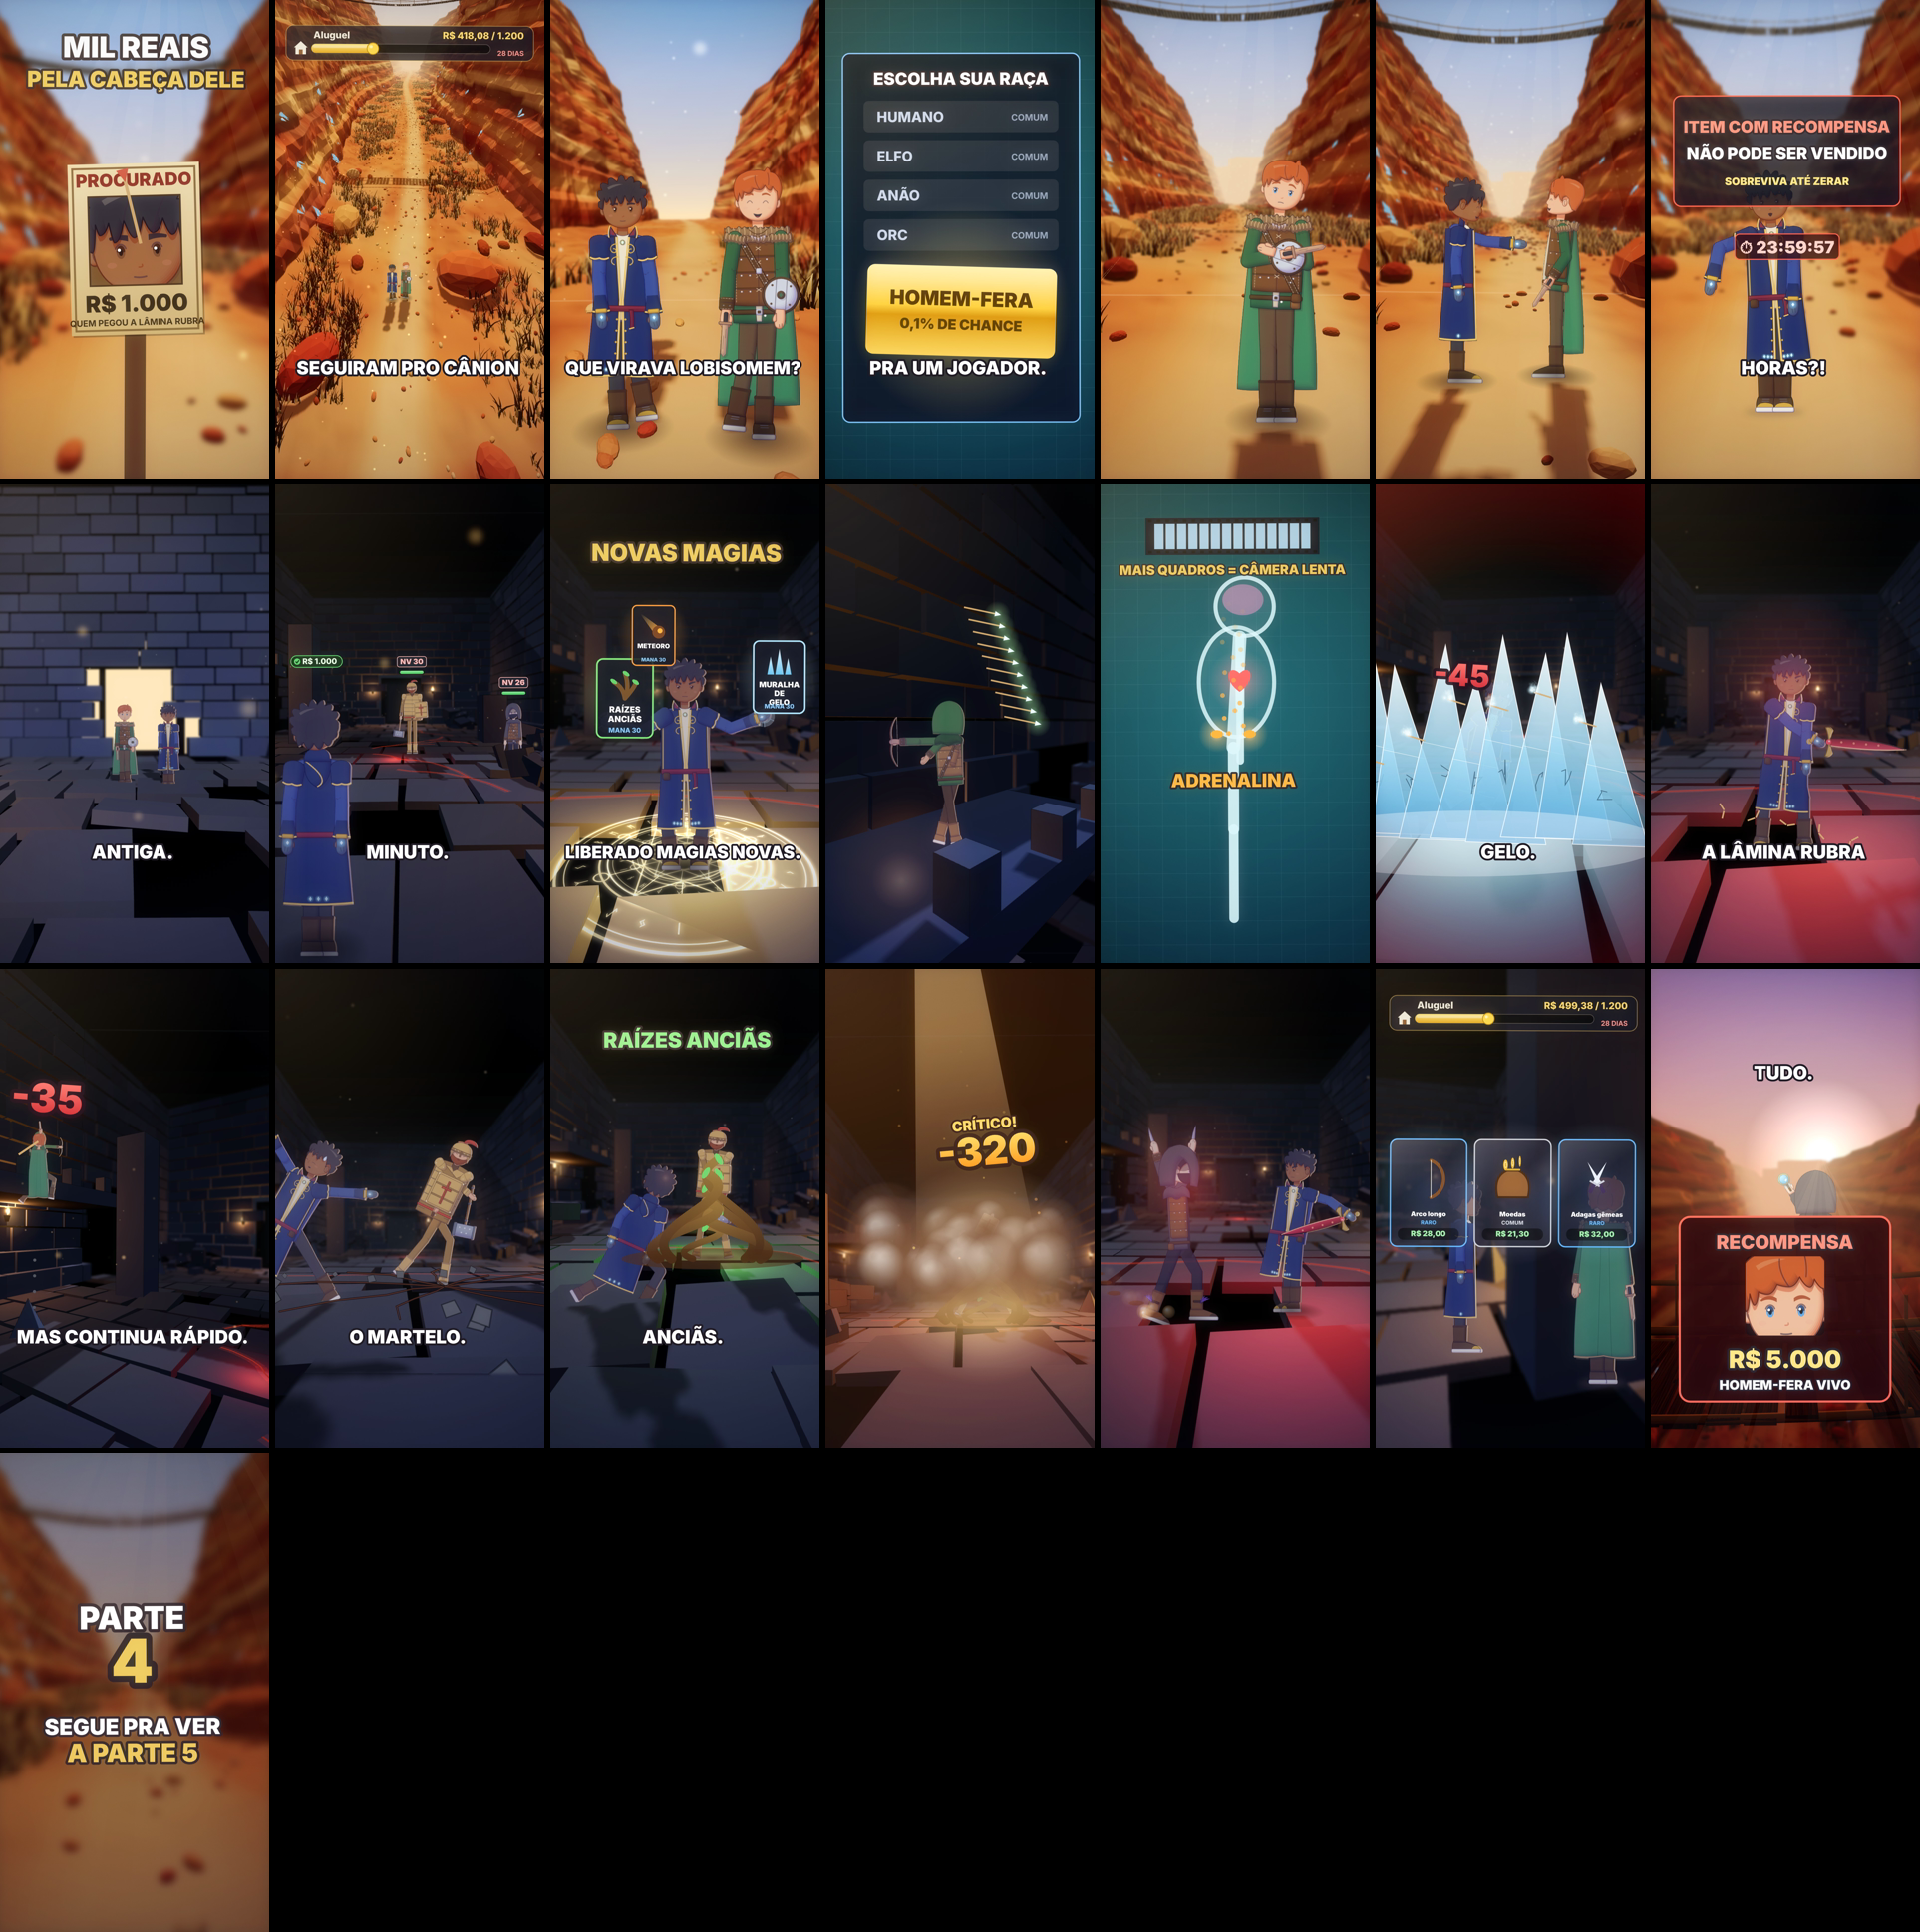 MIL REAIS
PELA CABEÇA DELE
PROCURADO
R$ 1.000
QUEM PEGOU A LÂMINA RUBRA
Aluguel
R$ 418,08 / 1.200
28 DIAS
SEGUIRAM PRO CÂNION
QUE VIRAVA LOBISOMEM?
ESCOLHA SUA RAÇA
HUMANO COMUM
ELFO COMUM
ANÃO COMUM
ORC COMUM
HOMEM-FERA
0,1% DE CHANCE
PRA UM JOGADOR.
ITEM COM RECOMPENSA
NÃO PODE SER VENDIDO
SOBREVIVA ATÉ ZERAR
23:59:57
HORAS?!
ANTIGA.
R$ 1.000
NV 30
NV 26
MINUTO.
NOVAS MAGIAS
METEORO
MANA 30
RAÍZES
ANCIÃS
MANA 30
MURALHA
DE
GELO
MANA 30
LIBERADO MAGIAS NOVAS.
MAIS QUADROS = CÂMERA LENTA
ADRENALINA
-45
GELO.
A LÂMINA RUBRA
-35
MAS CONTINUA RÁPIDO.
O MARTELO.
RAÍZES ANCIÃS
ANCIÃS.
CRÍTICO!
-320
Aluguel
R$ 499,38 / 1.200
28 DIAS
Arco longo
RARO
R$ 28,00
Moedas
COMUM
R$ 21,30
Adagas gêmeas
RARO
R$ 32,00
TUDO.
RECOMPENSA
R$ 5.000
HOMEM-FERA VIVO
PARTE
4
SEGUE PRA VER
A PARTE 5